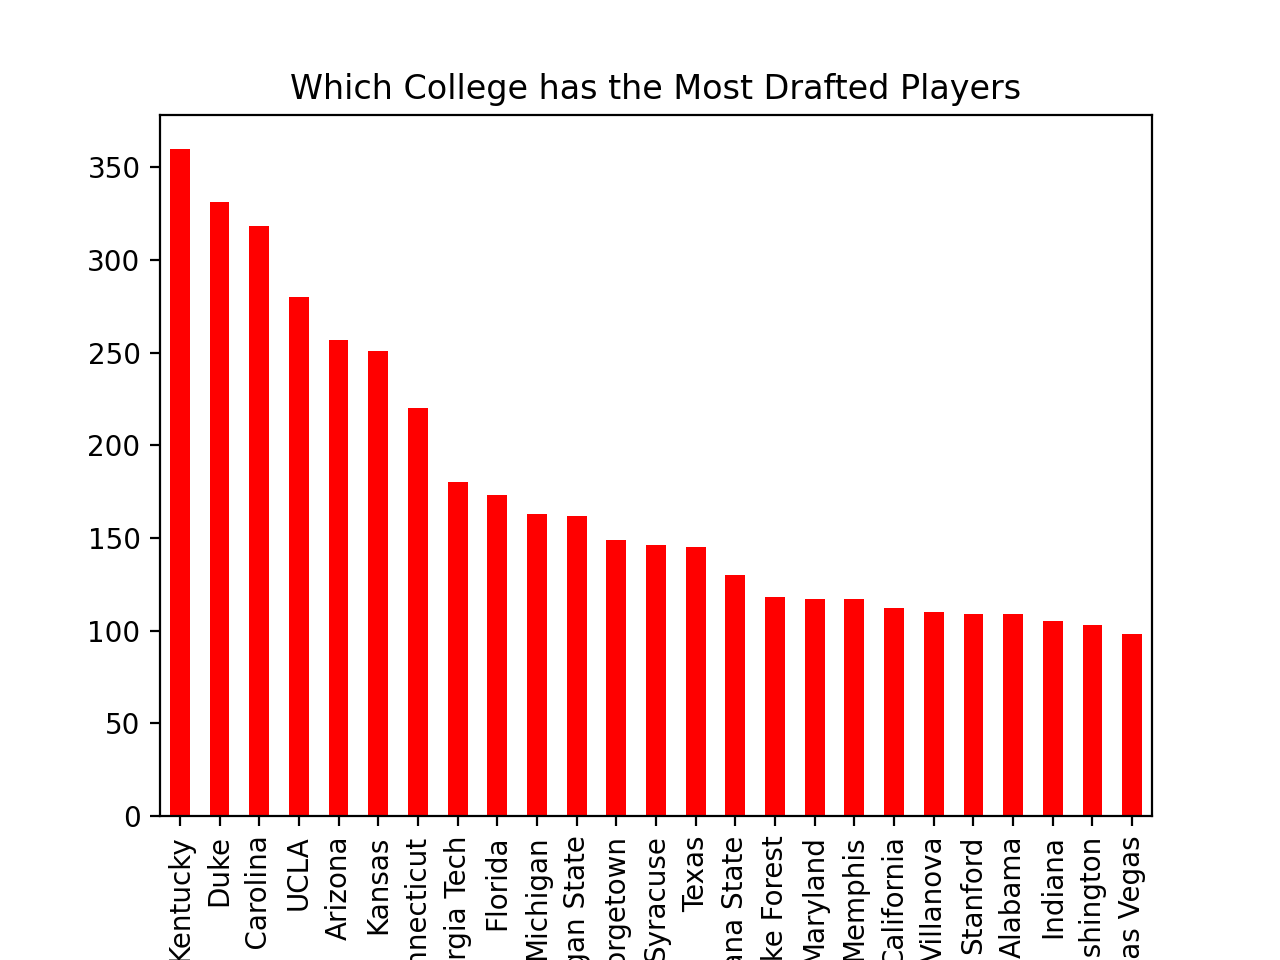 Which College has the Most Drafted Players
350
300
250
200
150
100
50
0
Kentucky
Duke
Carolina
UCLA
Arizona
Kansas
nnecticut
rgia Tech
Florida
Michigan
gan State
orgetown
Syracuse
Texas
ana State
ke Forest
Maryland
Memphis
California
Villanova
Stanford
Alabama
Indiana
shington
as Vegas